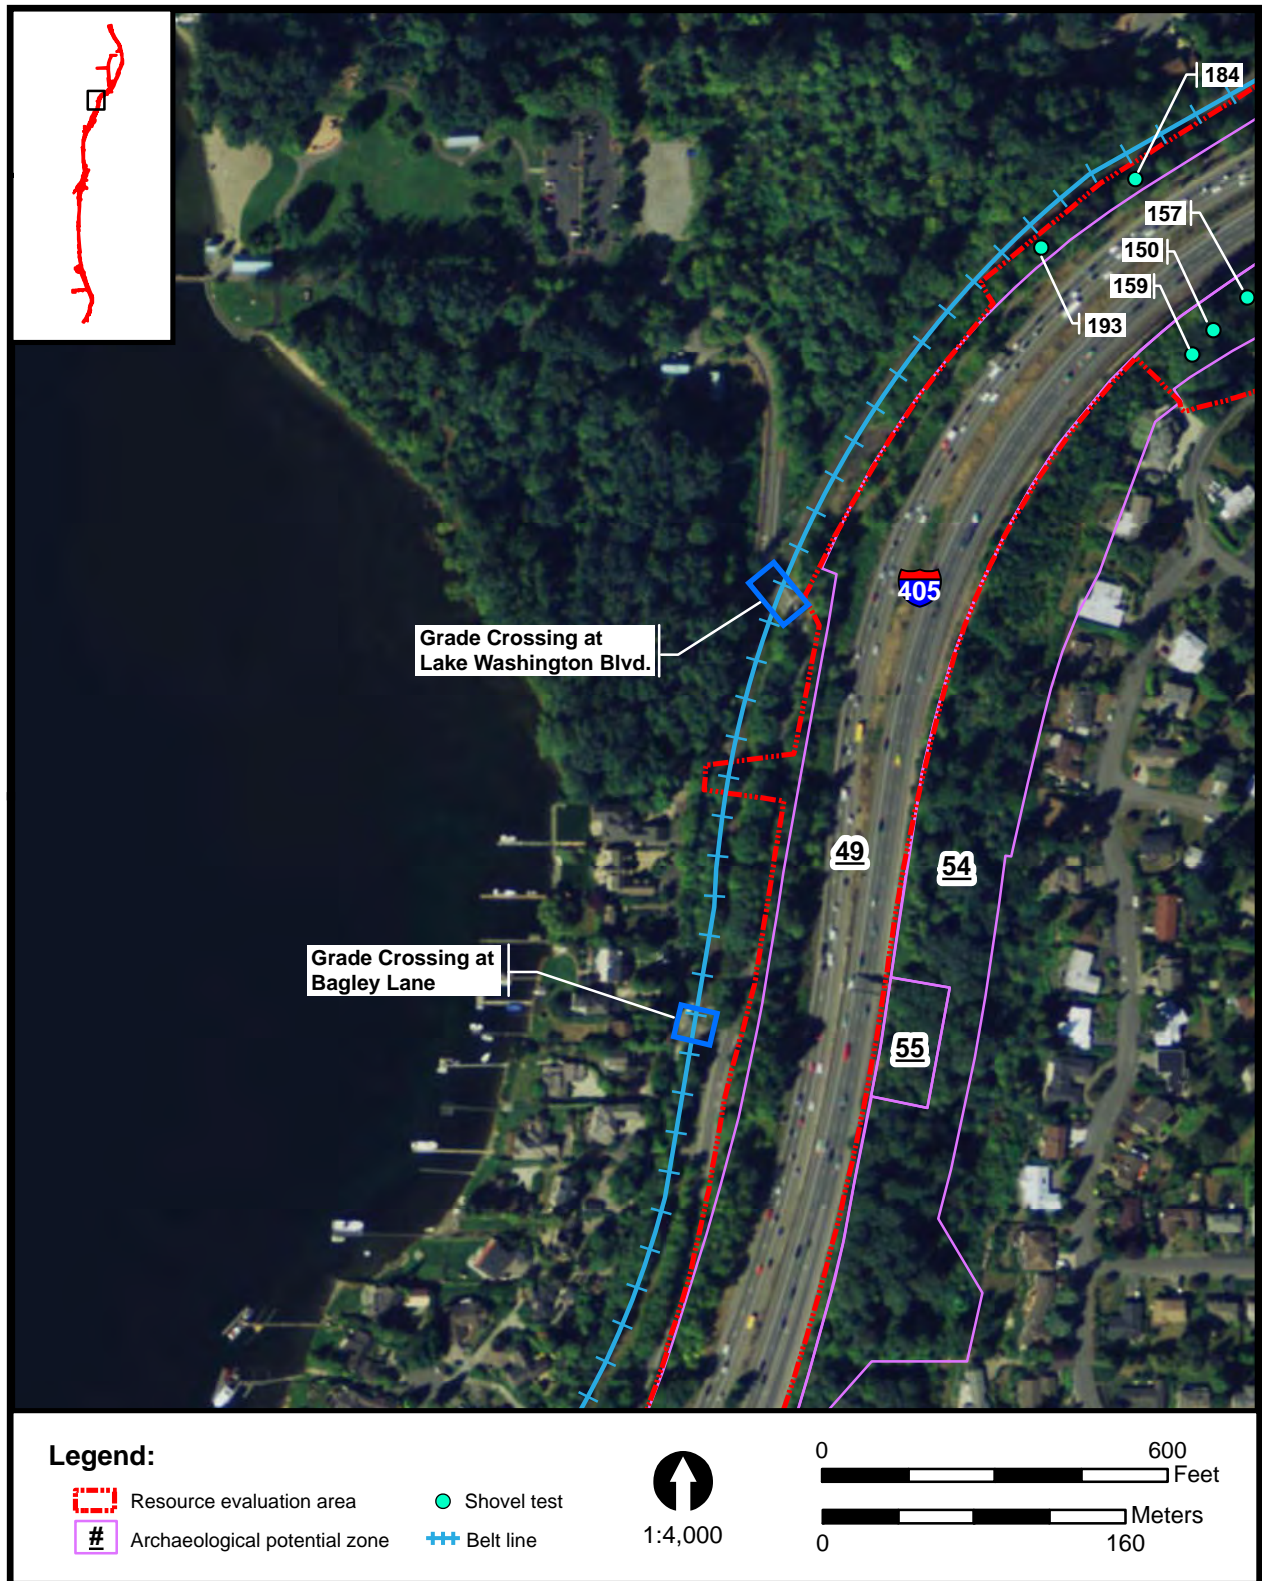 184
157
150
159
193
405
Grade Crossing at
Lake Washington Blvd.
49
54
Grade Crossing at
Bagley Lane
55
Legend:
Resource evaluation area
# Archaeological potential zone
Shovel test
Belt line
1:4,000
0 600
Feet
Meters
0 160